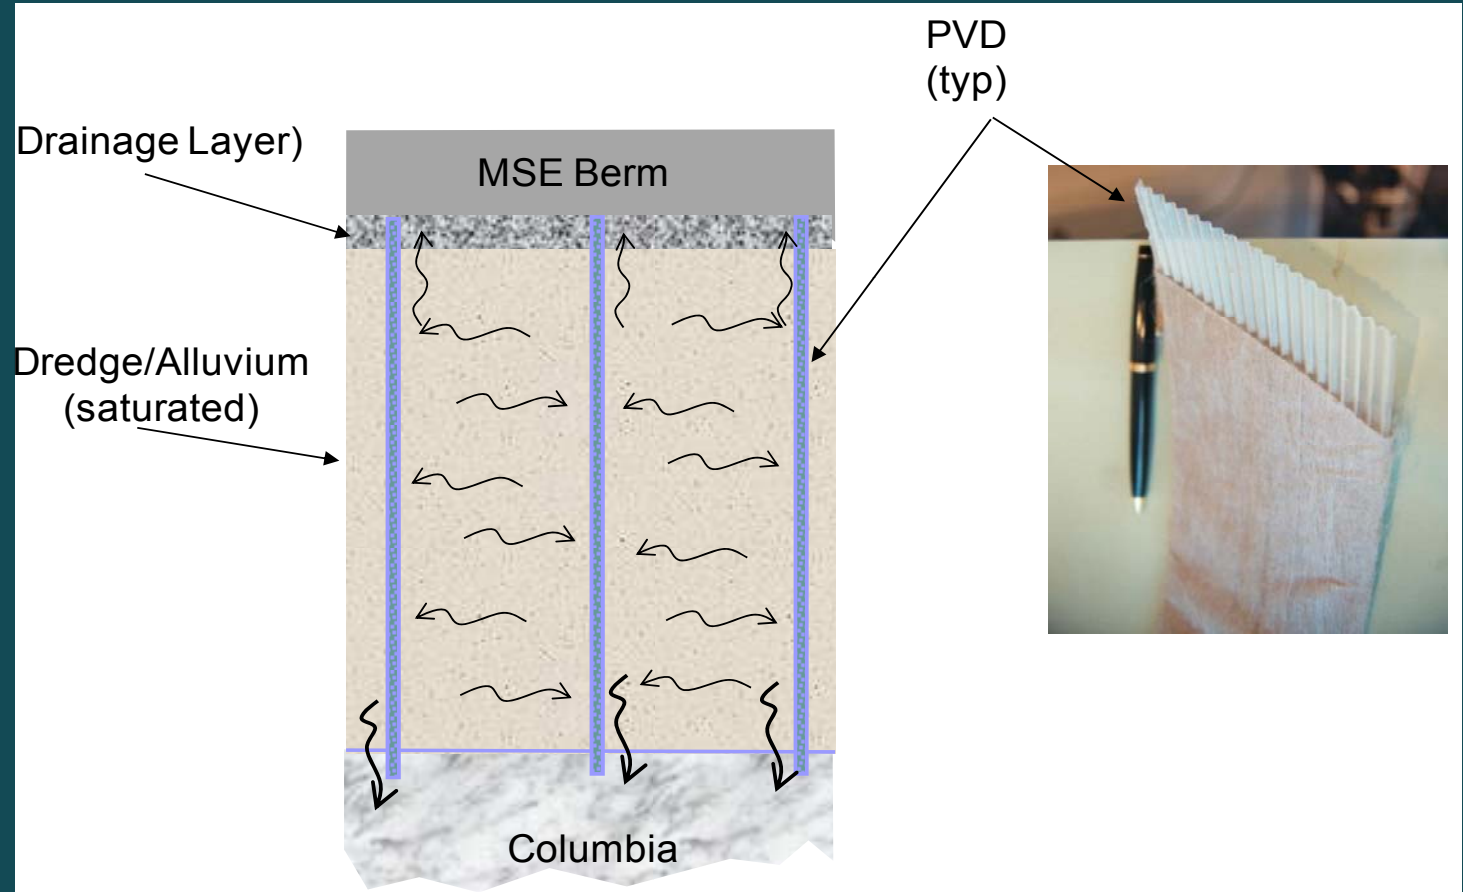 PVD
(typ)
Drainage Layer)
MSE Berm
Dredge/Alluvium
(saturated)
Columbia